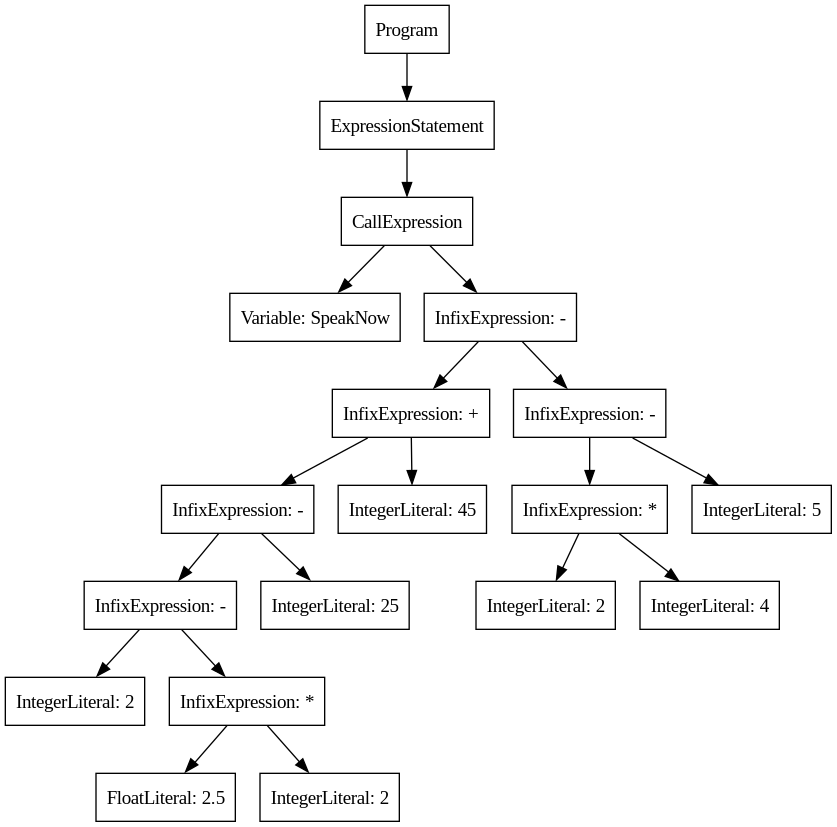 Program
ExpressionStatement
CallExpression
Variable: SpeakNow
InfixExpression: -
InfixExpression: +
InfixExpression: -
InfixExpression: -
IntegerLiteral: 45
InfixExpression: *
IntegerLiteral: 5
InfixExpression: -
IntegerLiteral: 25
IntegerLiteral: 2
IntegerLiteral: 4
IntegerLiteral: 2
InfixExpression: *
FloatLiteral: 2.5
IntegerLiteral: 2